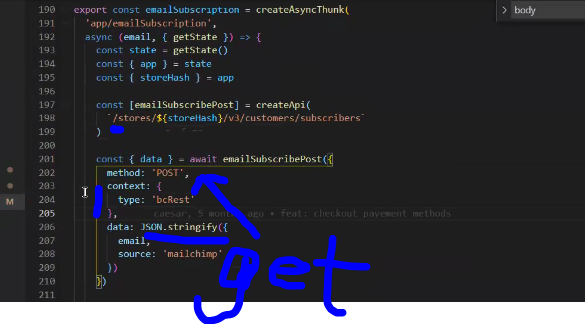 body
190 export const emailSubscription = createAsyncThunk(
191 'app/emailSubscription',
192 async (email, { getState }) => {
193 const state = getState()
194 const { app } = state
195 const { storeHash } = app
196
197 const [emailSubscribePost] = createApi(
198 `/stores/${storeHash}/v3/customers/subscribers`
199 )
200
201 const { data } = await emailSubscribePost({
202 method: 'POST',
203 context: {
204 type: 'bcRest'
M 205 }, caesar, 5 months ago • feat: checkout payement methods
206 data: JSON.stringify({
207 email,
208 source: 'mailchimp'
209 })
210 })
211
get